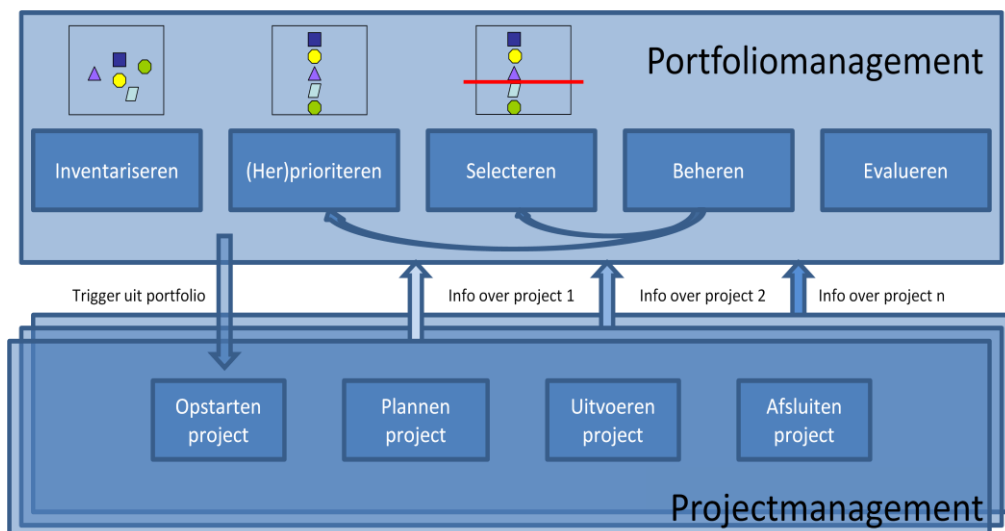 Portfoliomanagement
Inventariseren
(Her)prioriteren
Selecteren
Beheren
Evalueren
Trigger uit portfolio
Info over project 1
Info over project 2
Info over project n
Opstarten
project
Plannen
project
Uitvoeren
project
Afsluiten
project
Projectmanagement